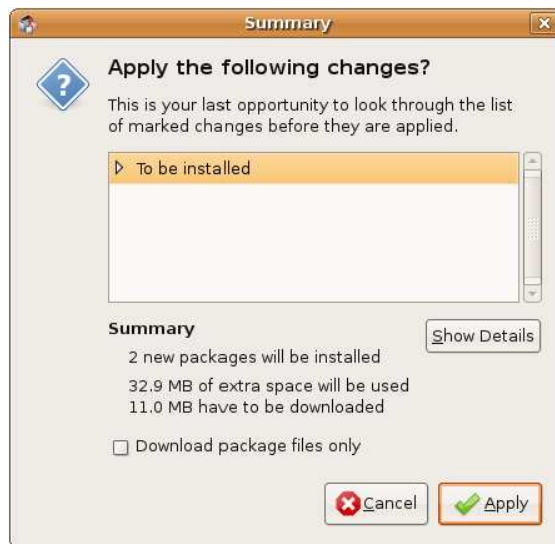 Summary
Apply the following changes?
This is your last opportunity to look through the list
of marked changes before they are applied.
To be installed
Summary
Show Details
2 new packages will be installed
32.9 MB of extra space will be used
11.0 MB have to be downloaded
Download package files only
Cancel
Apply